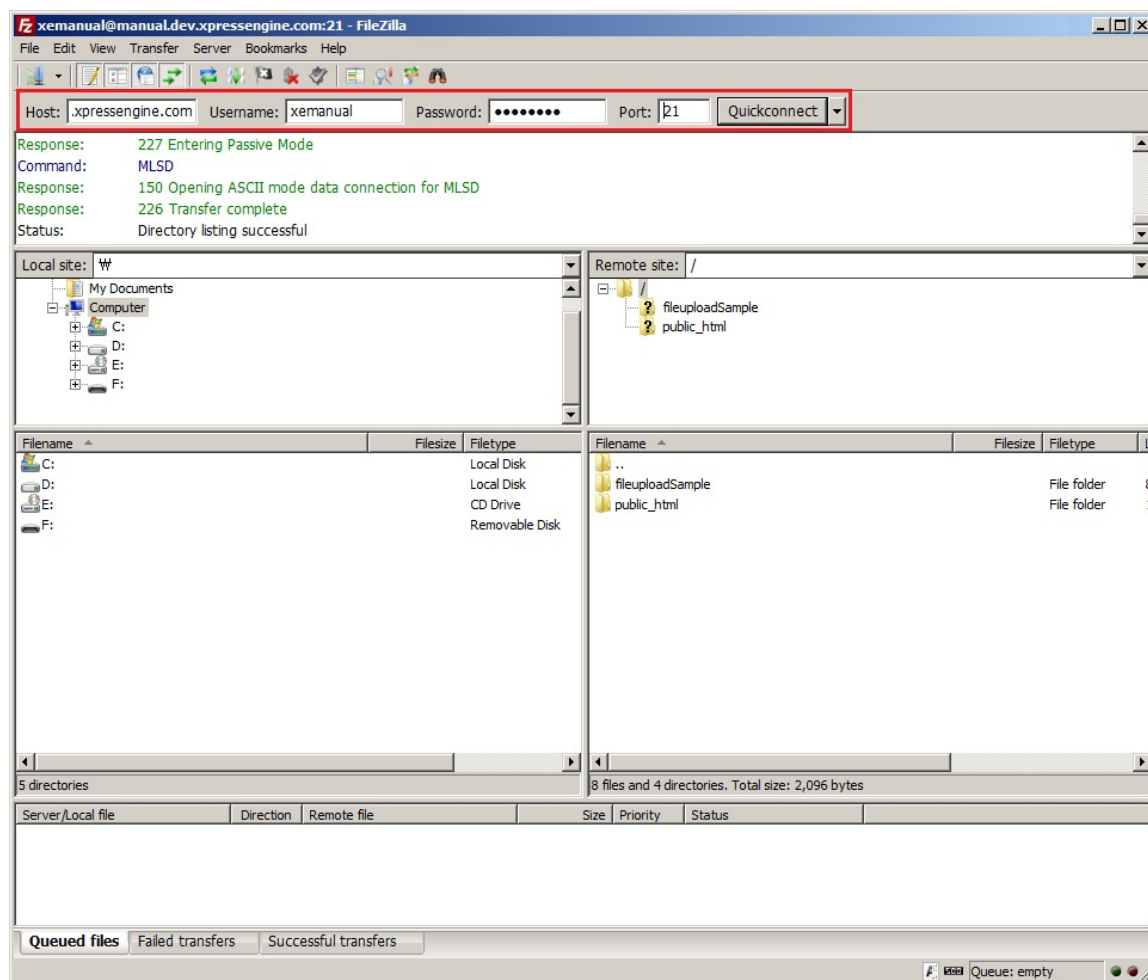 xemanual@manual.dev.xpressengine.com:21 - FileZilla
File Edit View Transfer Server Bookmarks Help
Host: .xpressengine.com Username: xemanual Password: ●●●●●●●● Port: 21 Quickconnect
Response: 227 Entering Passive Mode
Command: MLSD
Response: 150 Opening ASCII mode data connection for MLSD
Response: 226 Transfer complete
Status: Directory listing successful
Local site: ₩
My Documents
Computer
C:
D:
E:
F:
Remote site: /
/
fileuploadSample
public_html
Filename Filesize Filetype
C: Local Disk
D: Local Disk
E: CD Drive
F: Removable Disk
5 directories
Filename Filesize Filetype
..
fileuploadSample File folder
public_html File folder
8 files and 4 directories. Total size: 2,096 bytes
Server/Local file Direction Remote file Size Priority Status
Queued files Failed transfers Successful transfers
Queue: empty